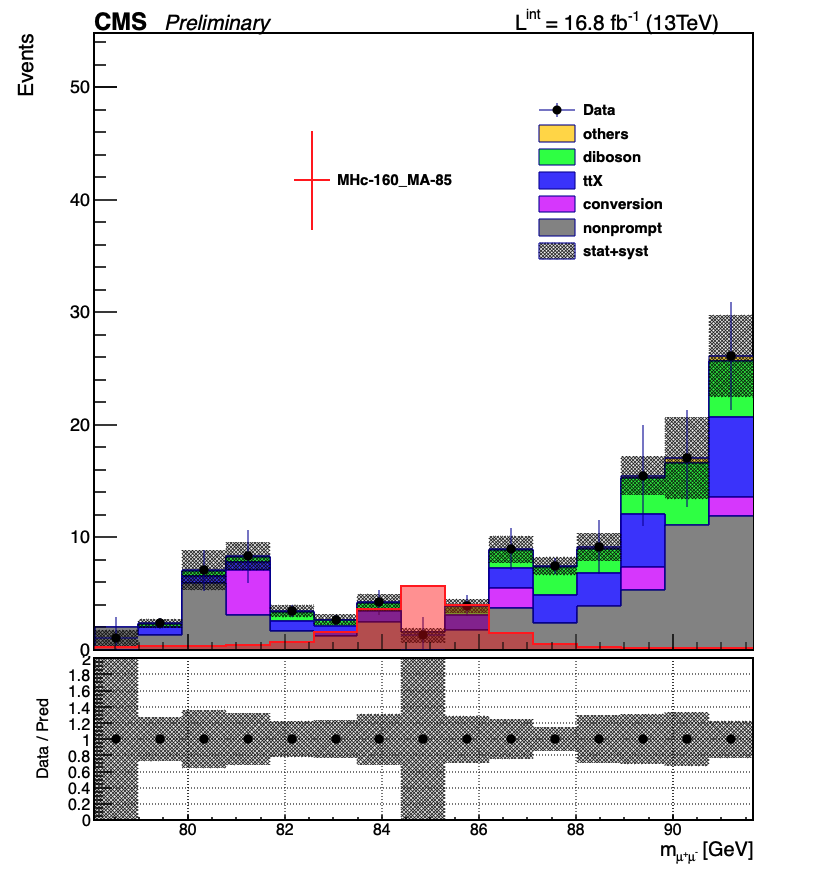 CMS Preliminary L^int = 16.8 fb^-1 (13TeV)
Events
50
40
30
20
10
0
Data
others
diboson
ttX
conversion
nonprompt
stat+syst
MHc-160_MA-85
Data / Pred
2
1.8
1.6
1.4
1.2
1
0.8
0.6
0.4
0.2
0
80 82 84 86 88 90
m_μ⁺μ⁻ [GeV]